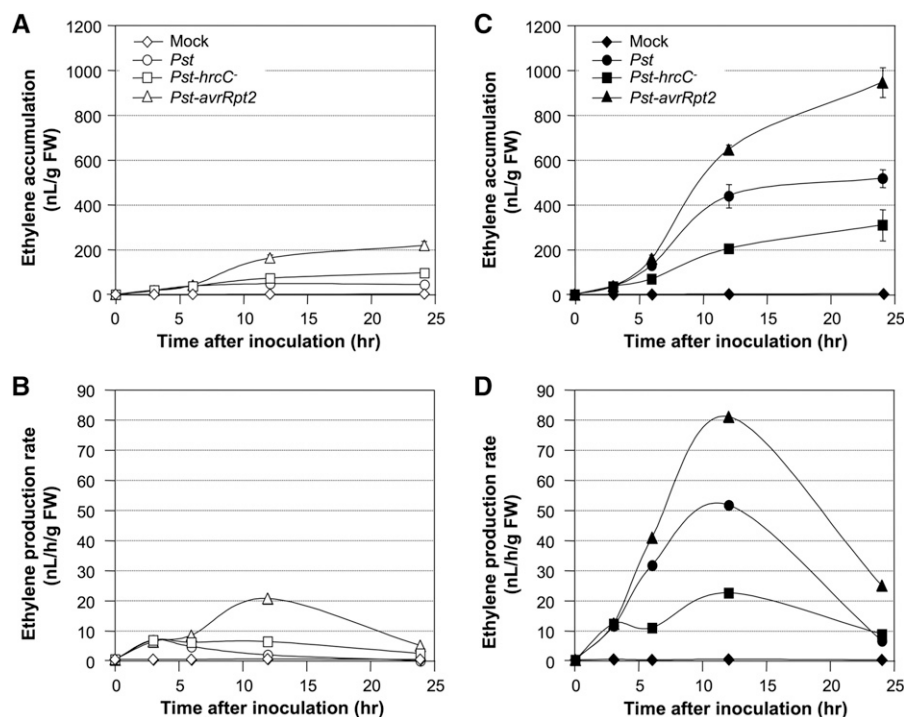 A
1200
1000
800
600
400
200
0
Ethylene accumulation
(nL/g FW)
Mock
Pst
Pst-hrcC-
Pst-avrRpt2
0 5 10 15 20 25
Time after inoculation (hr)
C
1200
1000
800
600
400
200
0
Ethylene accumulation
(nL/g FW)
Mock
Pst
Pst-hrcC-
Pst-avrRpt2
0 5 10 15 20 25
Time after inoculation (hr)
B
90
80
70
60
50
40
30
20
10
0
Ethylene production rate
(nL/h/g FW)
0 5 10 15 20 25
Time after inoculation (hr)
D
90
80
70
60
50
40
30
20
10
0
Ethylene production rate
(nL/h/g FW)
0 5 10 15 20 25
Time after inoculation (hr)